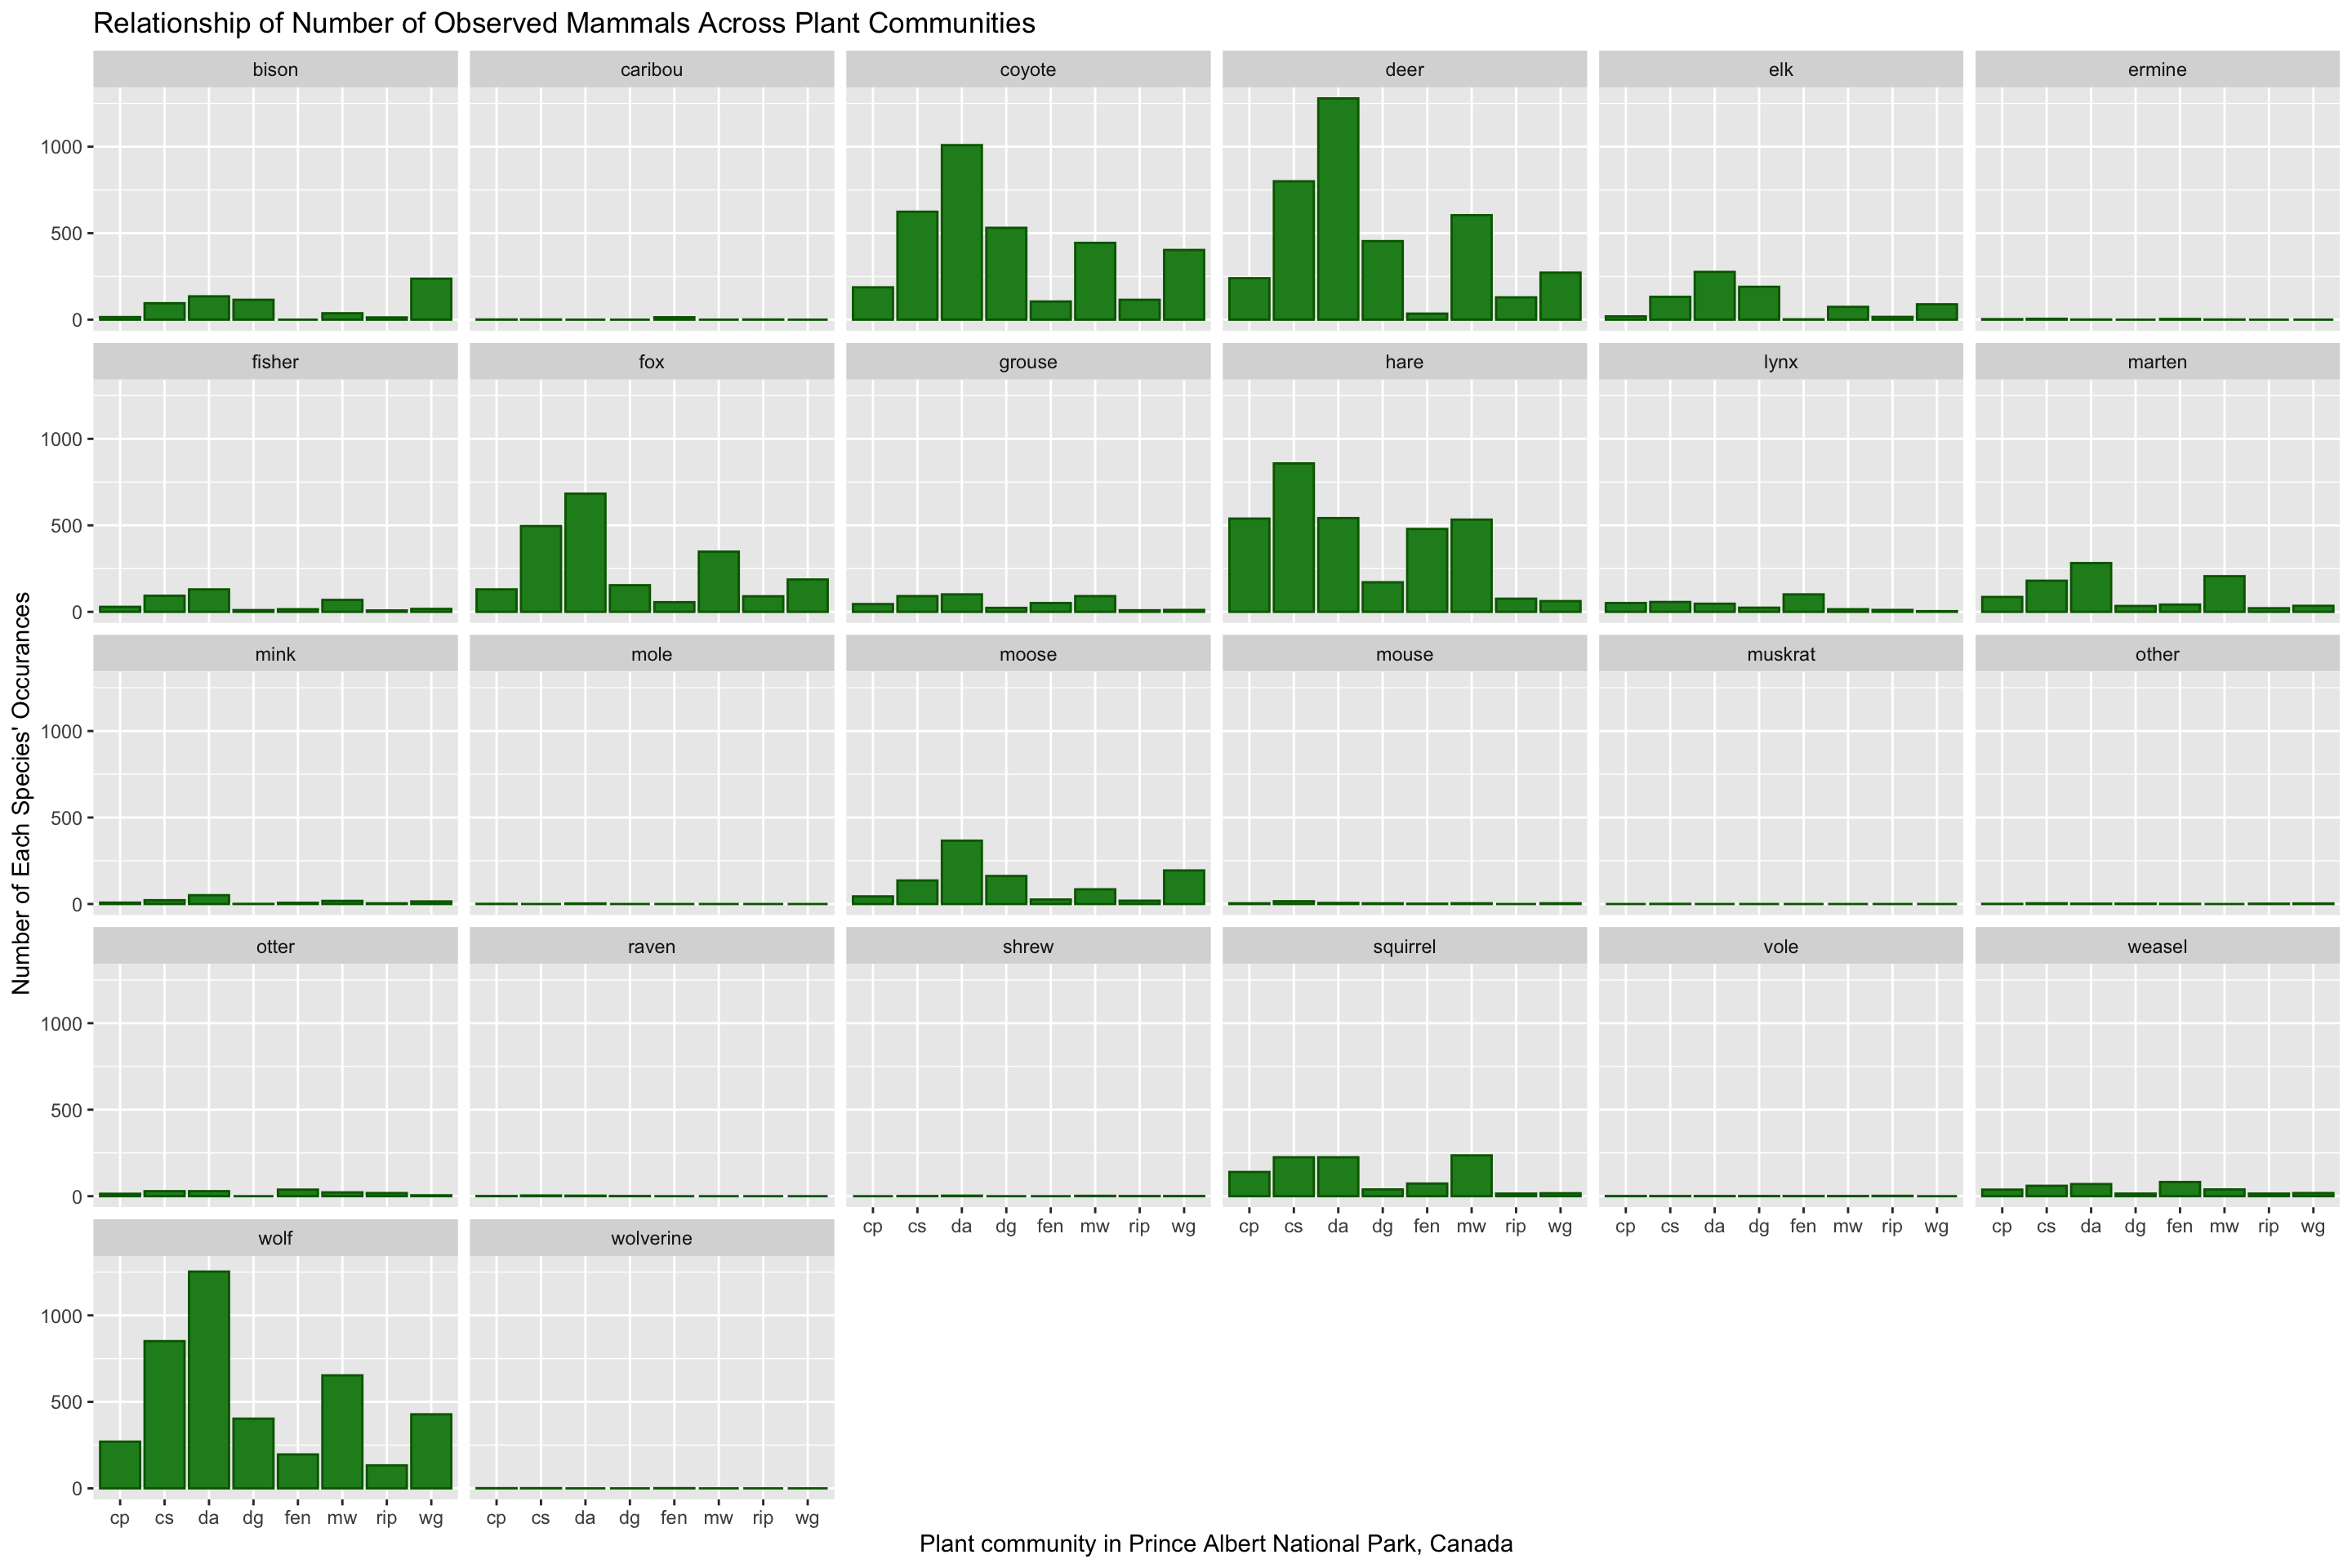 Relationship of Number of Observed Mammals Across Plant Communities
bison caribou coyote deer elk ermine
1000
500
0
fisher fox grouse hare lynx marten
1000
500
0
mink mole moose mouse muskrat other
1000
500
0
otter raven shrew squirrel vole weasel
1000
500
0
cp cs da dg fen mw rip wg cp cs da dg fen mw rip wg cp cs da dg fen mw rip wg cp cs da dg fen mw rip wg
wolf wolverine
1000
500
0
cp cs da dg fen mw rip wg cp cs da dg fen mw rip wg
Number of Each Species' Occurances
Plant community in Prince Albert National Park, Canada